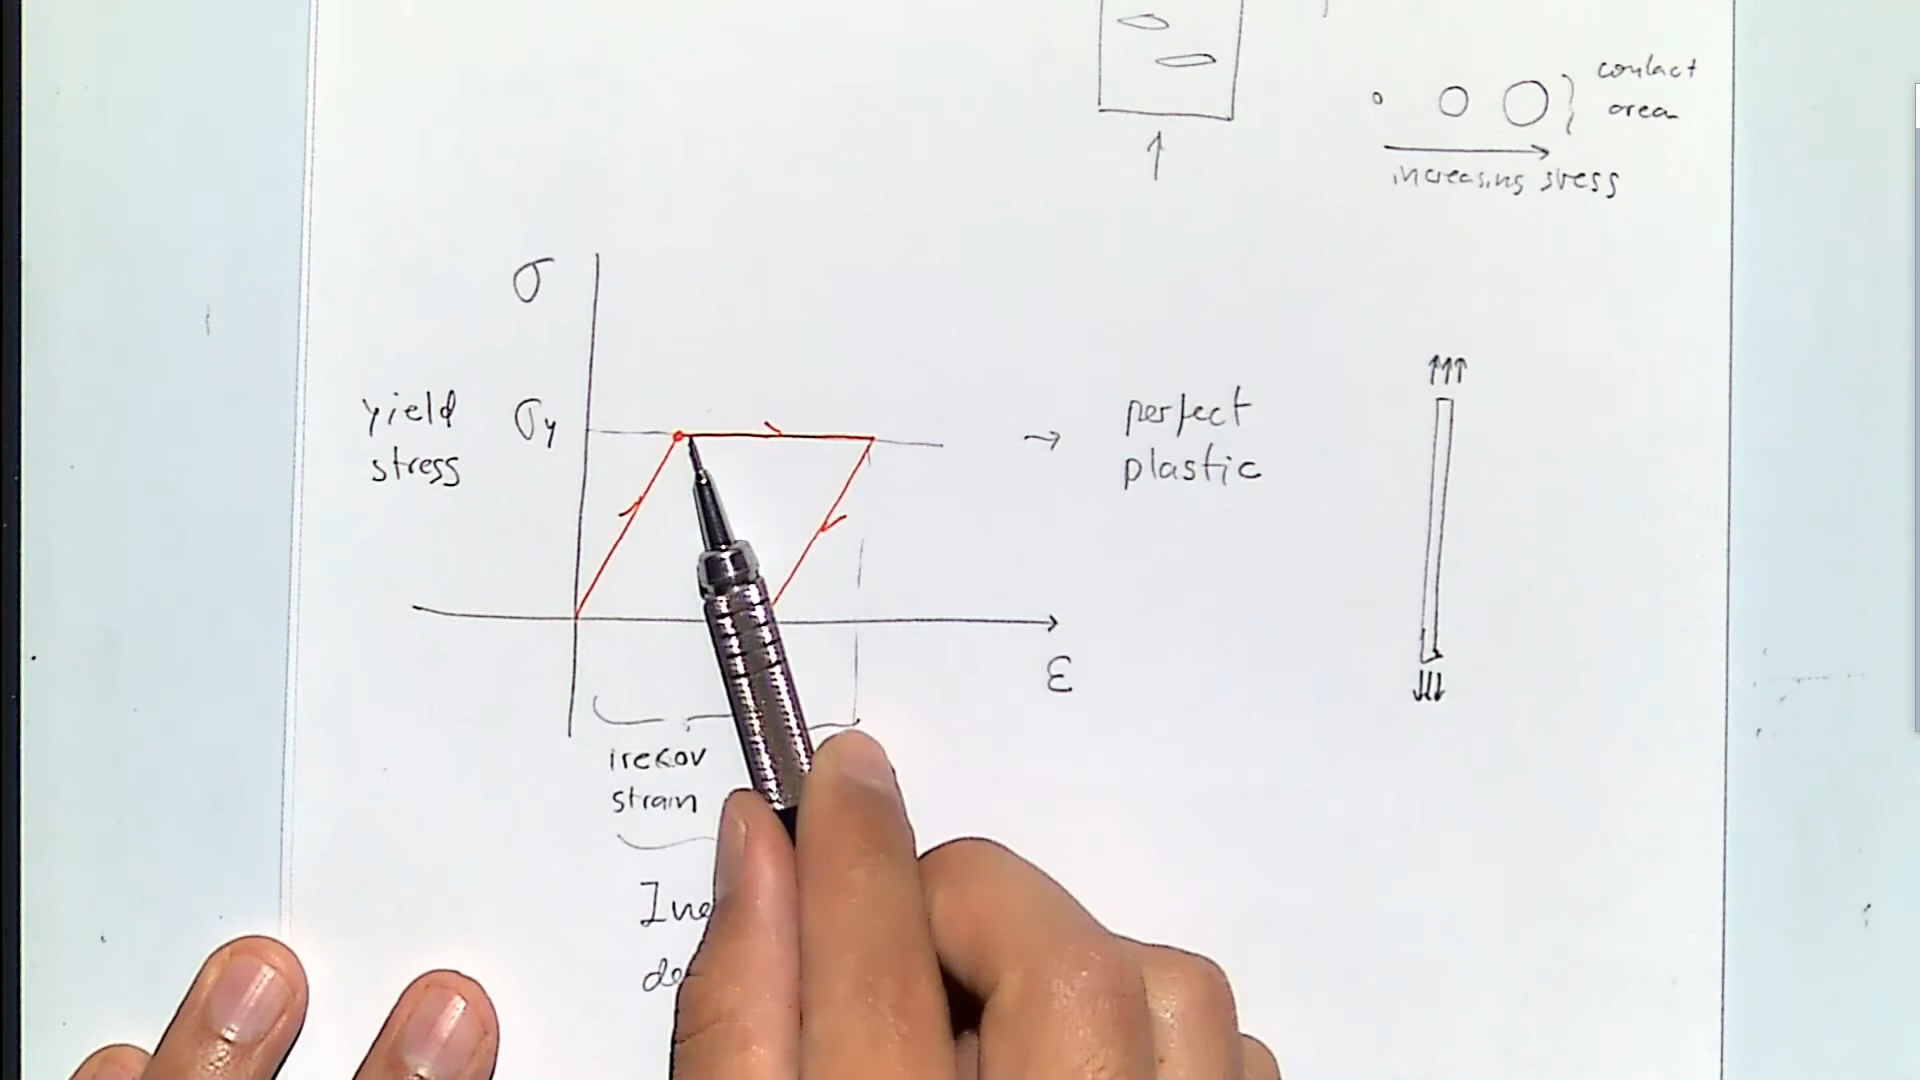 contact
area
increasing stress
σ
yield
stress
σy
perfect
plastic
ε
irecov
strain